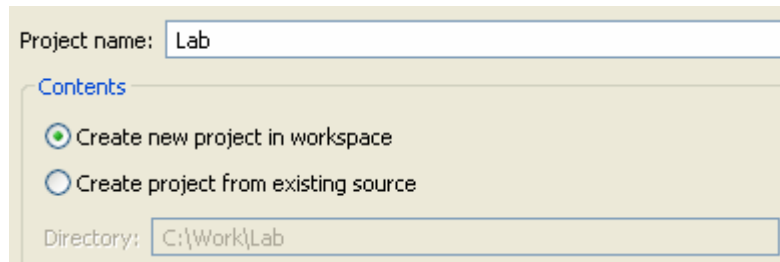 Project name: Lab
Contents
Create new project in workspace
Create project from existing source
Directory: C:\Work\Lab